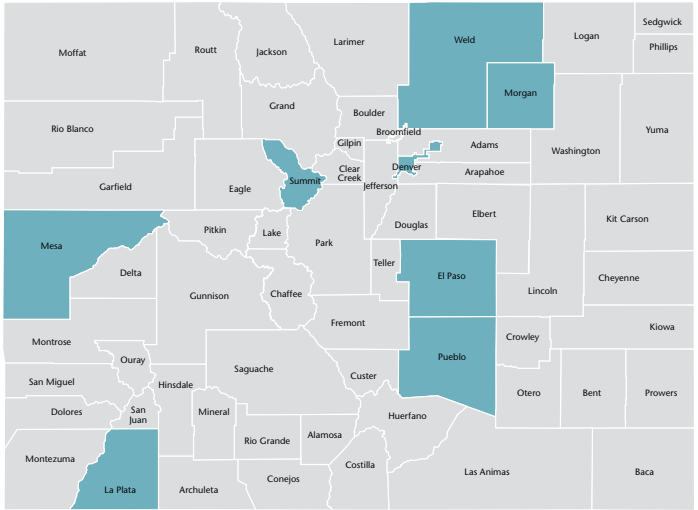 Moffat
Routt
Jackson
Larimer
Weld
Logan
Sedgwick
Phillips
Morgan
Grand
Boulder
Rio Blanco
Broomfield
Gilpin
Adams
Washington
Yuma
Clear
Creek
Denver
Arapahoe
Garfield
Eagle
Summit
Jefferson
Elbert
Kit Carson
Douglas
Pitkin
Lake
Park
Mesa
Teller
El Paso
Delta
Lincoln
Cheyenne
Gunnison
Chaffee
Fremont
Kiowa
Crowley
Montrose
Ouray
Pueblo
Saguache
San Miguel
Hinsdale
Custer
Otero
Bent
Prowers
Dolores
San
Juan
Mineral
Huerfano
Rio Grande
Alamosa
Montezuma
Costilla
Las Animas
Baca
La Plata
Archuleta
Conejos